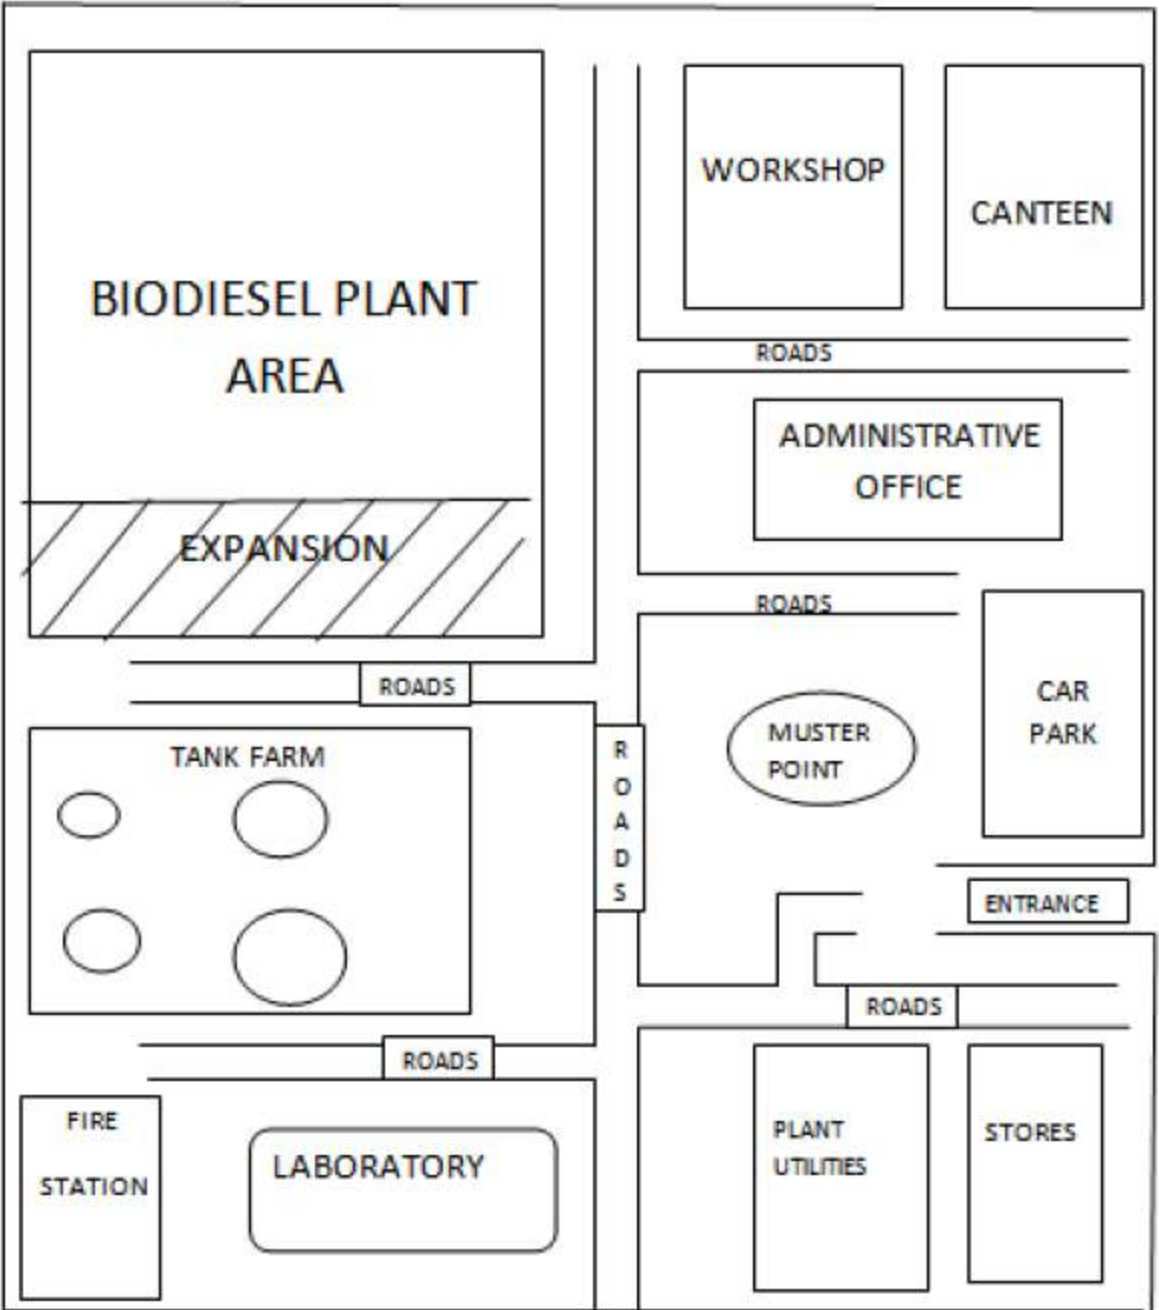 BIODIESEL PLANT
AREA
EXPANSION
WORKSHOP
CANTEEN
ROADS
ADMINISTRATIVE
OFFICE
ROADS
CAR
PARK
MUSTER
POINT
ROADS
TANK FARM
R
O
A
D
S
ENTRANCE
ROADS
ROADS
FIRE
STATION
LABORATORY
PLANT
UTILITIES
STORES